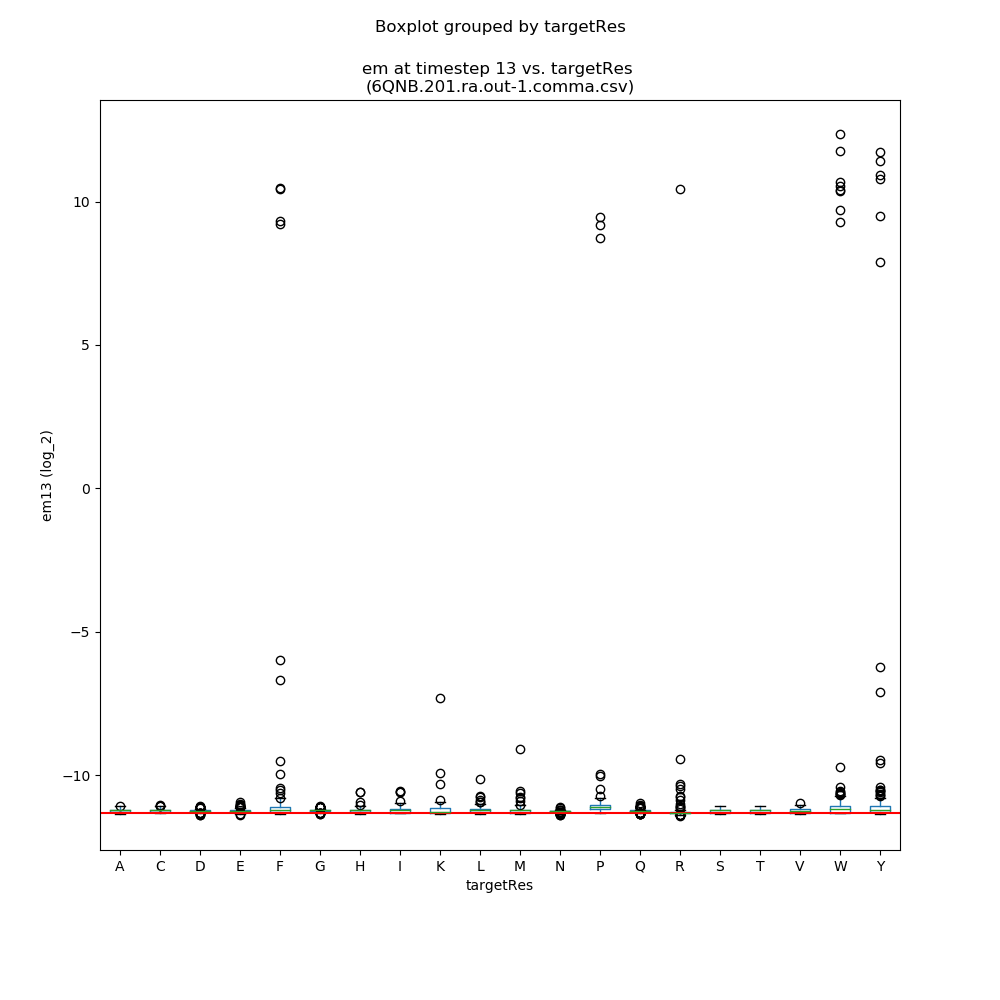 Boxplot grouped by targetRes
em at timestep 13 vs. targetRes
(6QNB.201.ra.out-1.comma.csv)
em13 (log_2)
10
5
0
−5
−10
A C D E F G H I K L M N P Q R S T V W Y
targetRes